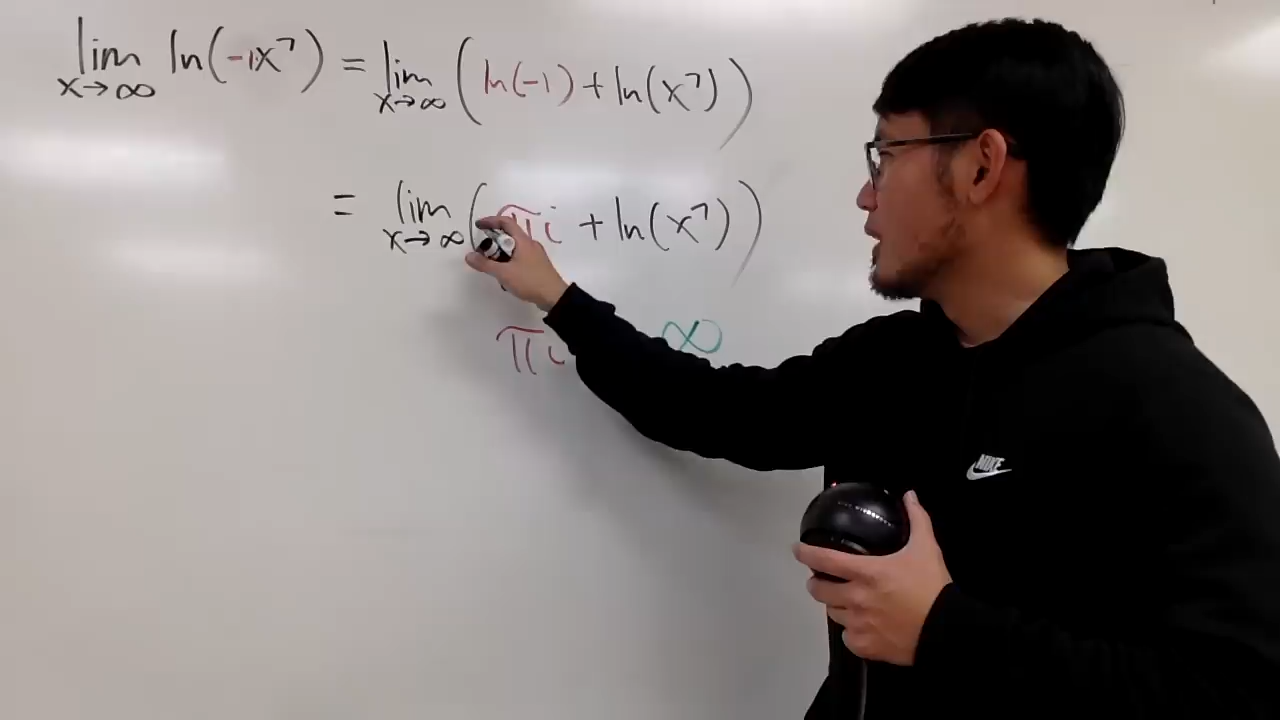 lim x→∞ ln(-1x⁷) = lim x→∞ (ln(-1) + ln(x⁷))
= lim x→∞ (πi + ln(x⁷))
πi ∞
NIKE